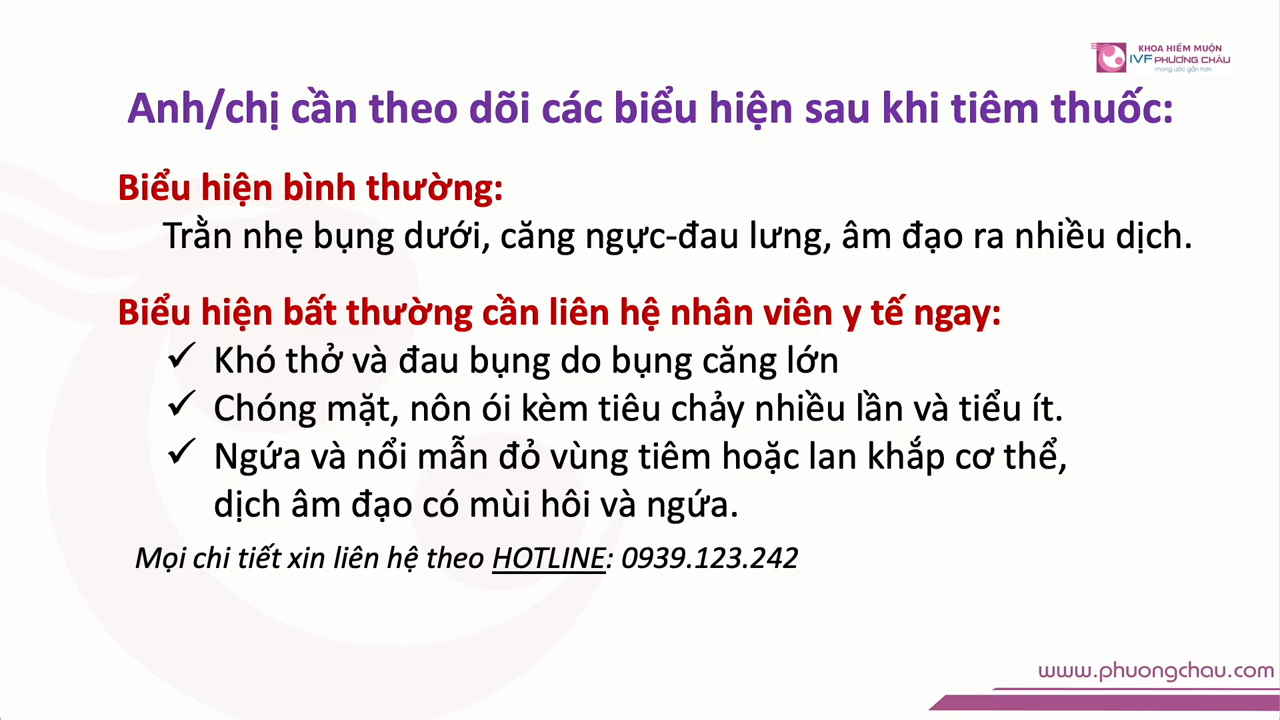 KHOA HIẾM MUỘN
IVF PHƯƠNG CHÂU
mong ước gần hơn
Anh/chị cần theo dõi các biểu hiện sau khi tiêm thuốc:
Biểu hiện bình thường:
Trằn nhẹ bụng dưới, căng ngực-đau lưng, âm đạo ra nhiều dịch.
Biểu hiện bất thường cần liên hệ nhân viên y tế ngay:
✓ Khó thở và đau bụng do bụng căng lớn
✓ Chóng mặt, nôn ói kèm tiêu chảy nhiều lần và tiểu ít.
✓ Ngứa và nổi mẫn đỏ vùng tiêm hoặc lan khắp cơ thể,
dịch âm đạo có mùi hôi và ngứa.
Mọi chi tiết xin liên hệ theo HOTLINE: 0939.123.242
www.phuongchau.com